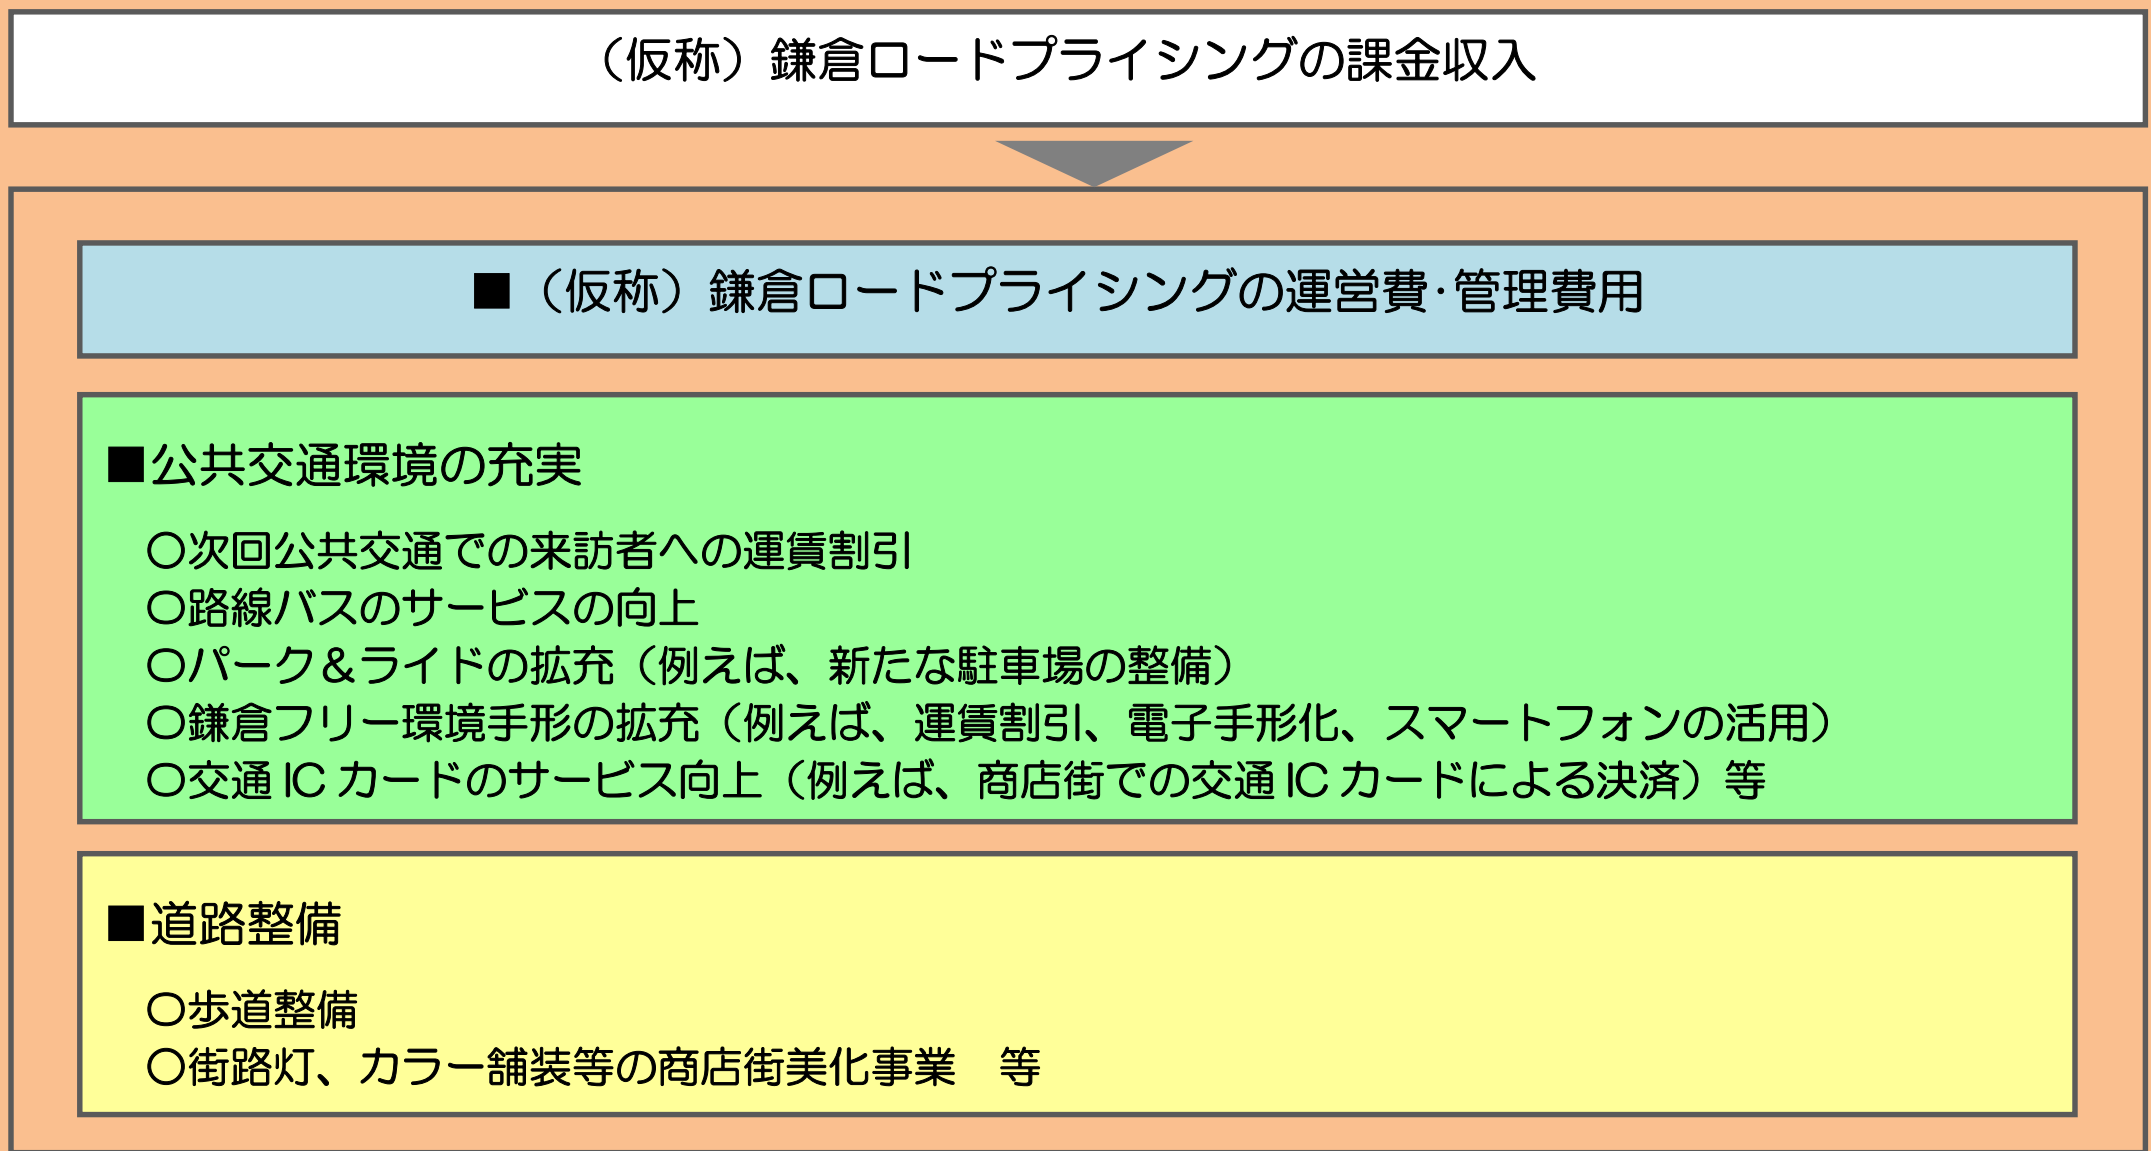 （仮称）鎌倉ロードプライシングの課金収入
■（仮称）鎌倉ロードプライシングの運営費・管理費用
■公共交通環境の充実
○次回公共交通での来訪者への運賃割引
○路線バスのサービスの向上
○パーク＆ライドの拡充（例えば、新たな駐車場の整備）
○鎌倉フリー環境手形の拡充（例えば、運賃割引、電子手形化、スマートフォンの活用）
○交通 IC カードのサービス向上（例えば、商店街での交通 IC カードによる決済）等
■道路整備
○歩道整備
○街路灯、カラー舗装等の商店街美化事業　等